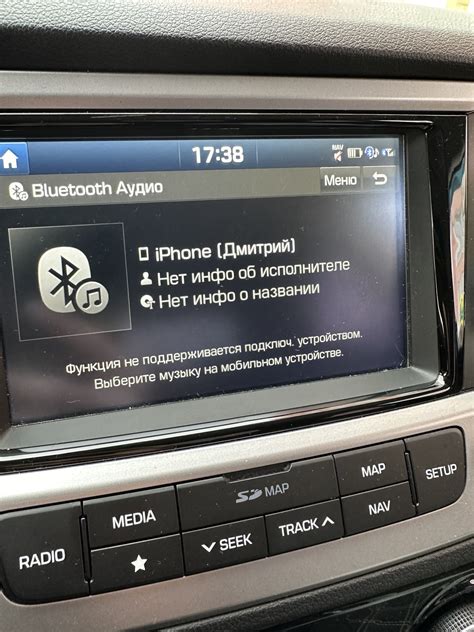 17:38
NAV
Bluetooth Аудио
Меню
iPhone (Дмитрий)
Нет инфо об исполнителе
Нет инфо о названии
Функция не поддерживается подключ. устройством.
Выберите музыку на мобильном устройстве.
SD MAP
RADIO
MEDIA
SEEK
TRACK
MAP
NAV
SETUP